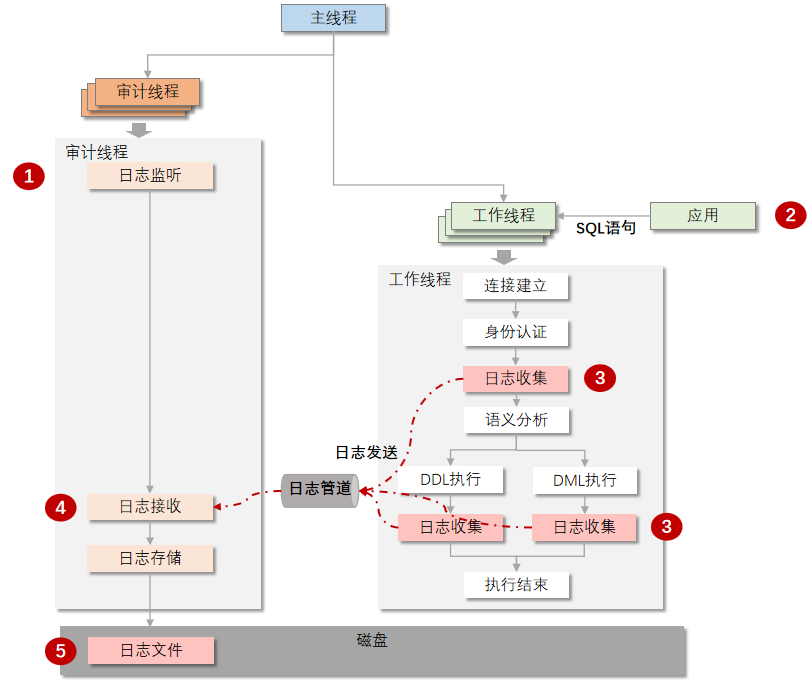 主线程
审计线程
审计线程
1
日志监听
工作线程
应用
2
SQL语句
工作线程
连接建立
身份认证
日志收集
3
语义分析
日志发送
DDL执行
DML执行
日志管道
4
日志接收
日志收集
日志收集
3
日志存储
执行结束
磁盘
5
日志文件